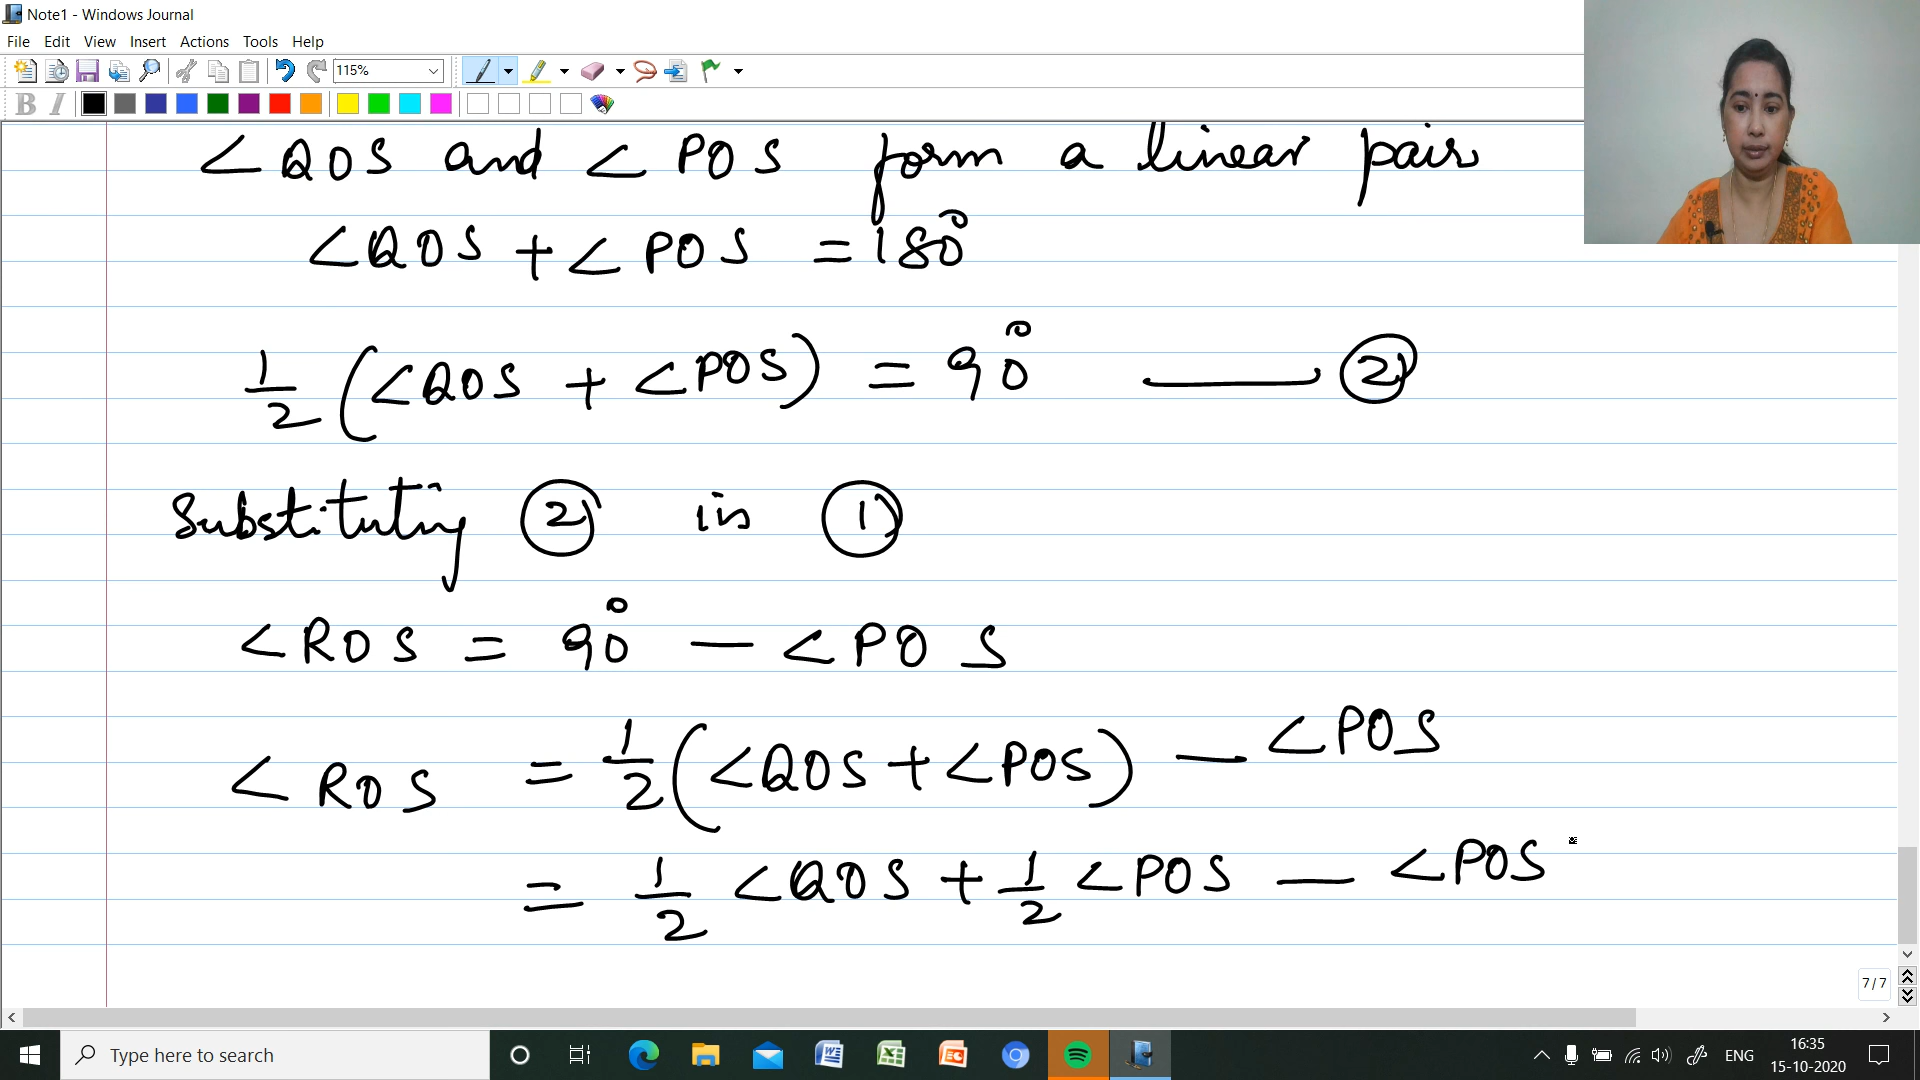 Note1 - Windows Journal
File Edit View Insert Actions Tools Help
115%
B I
∠QOS and ∠POS form a linear pair
∠QOS + ∠POS = 180°
1/2 (∠QOS + ∠POS) = 90° —— ②
Substituting ② in ①
∠ROS = 90° — ∠POS
∠ROS = 1/2 (∠QOS + ∠POS) — ∠POS
= 1/2 ∠QOS + 1/2 ∠POS — ∠POS
7/7
Type here to search
ENG
16:35
15-10-2020